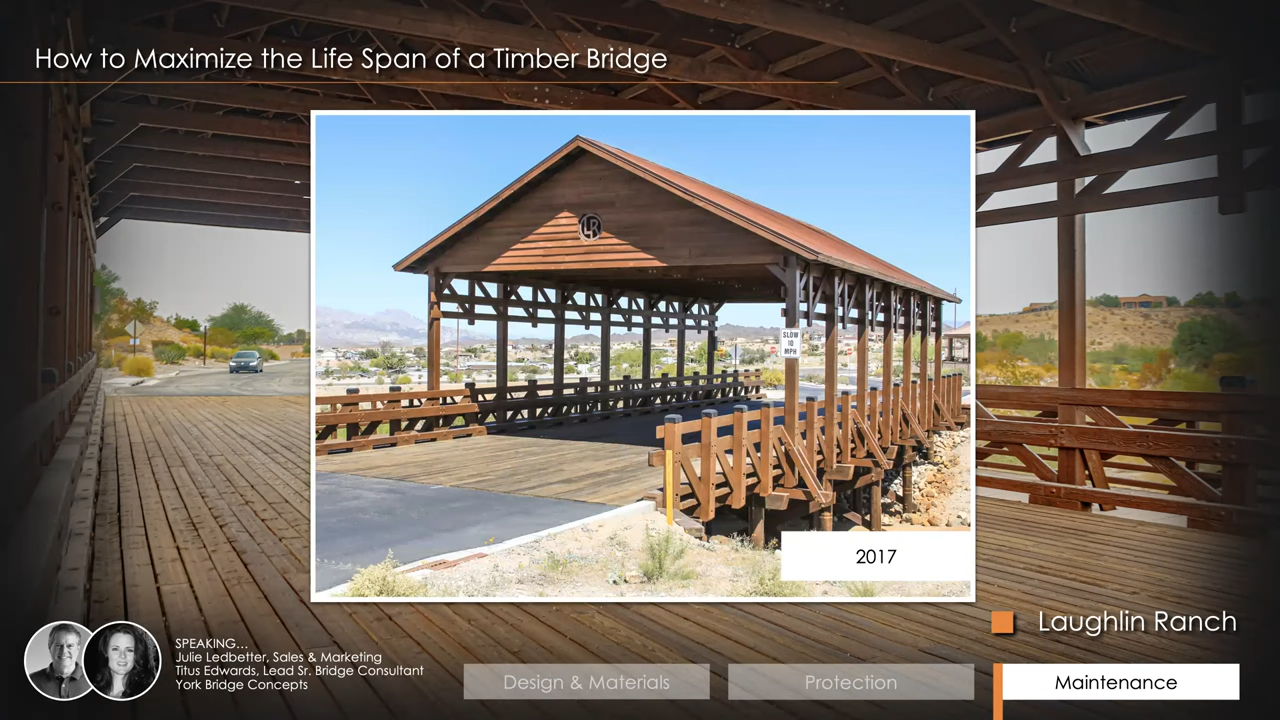 How to Maximize the Life Span of a Timber Bridge
LR
SLOW
10
MPH
2017
Laughlin Ranch
SPEAKING...
Julie Ledbetter, Sales & Marketing
Titus Edwards, Lead Sr. Bridge Consultant
York Bridge Concepts
Design & Materials
Protection
Maintenance